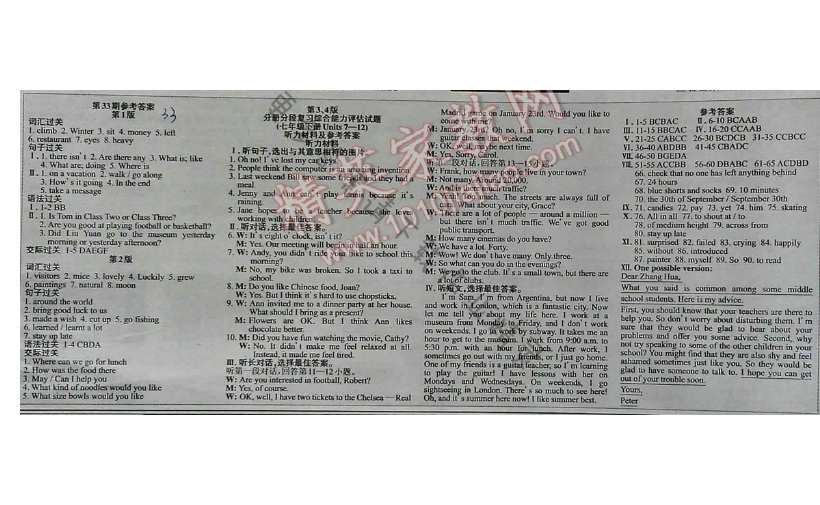 第33期参考答案
33
第1版
词汇过关
1. climb 2. Winter 3. sit 4. money 5. left
6. restaurant 7. eyes 8. heavy
句子过关
Ⅰ. 1. there isn't 2. Are there any 3. What is; like
4. What are; doing 5. Where is
Ⅱ. 1. on a vacation 2. walk / go along
3. How's it going 4. In the end
5. take a message
语法过关
Ⅰ. 1-2 BB
Ⅱ. 1. Is Tom in Class Two or Class Three?
2. Are you good at playing football or basketball?
3. Did Liu Yuan go to the museum yesterday
morning or yesterday afternoon?
交际过关 1-5 DAEGF
第2版
词汇过关
1. visitors 2. mice 3. lovely 4. Luckily 5. grew
6. paintings 7. natural 8. moon
句子过关
1. around the world
2. bring good luck to us
3. made a wish 4. cut up 5. go fishing
6. learned / learnt a lot
7. stay up late
语法过关 1-4 CBDA
交际过关
1. Where can we go for lunch
2. How was the food there
3. May / Can I help you
4. What kind of noodles would you like
5. What size bowls would you like
第3、4版
分册分段复习综合能力评估试题
(七年级下册 Units 7—12)
听力材料及参考答案
听力材料
Ⅰ. 听句子,选出与其意思相符的图片。
1. Oh no! I've lost my car keys.
2. People think the computer is an amazing invention.
3. Last weekend Bill saw some friends and they had a
meal.
4. Jenny and Ann can't play tennis because it's
raining.
5. Jane hopes to be a teacher because she loves
working with children.
Ⅱ. 听对话,选择最佳答案。
6. W: It's eight o'clock, isn't it?
M: Yes. Our meeting will begin in half an hour.
7. W: Andy, you didn't ride your bike to school this
morning?
M: No, my bike was broken. So I took a taxi to
school.
8. M: Do you like Chinese food, Joan?
W: Yes. But I think it's hard to use chopsticks.
9. W: Ann invited me to a dinner party at her house.
What should I bring as a present?
M: Flowers are OK. But I think Ann likes
chocolate better.
10. M: Did you have fun watching the movie, Cathy?
W: No. It didn't make me feel relaxed at all.
Instead, it made me feel tired.
Ⅲ. 听长对话,选择最佳答案。
听第一段对话,回答第11—12小题。
W: Are you interested in football, Robert?
M: Yes, of course.
W: OK, well, I have two tickets to the Chelsea — Real
Madrid game on January 23rd. Would you like to
come with me?
M: January 23rd? Oh no, I'm sorry I can't. I have
guitar classes that evening.
W: OK. Maybe next time.
M: Yes. Sorry, Carol.
听第二段对话,回答第13—15小题。
W: Frank, how many people live in your town?
M: Not many. Around 20,000.
W: And is there much traffic?
M: Yes, too much. The streets are always full of
cars. What about your city, Grace?
W: There are a lot of people — around a million —
but there isn't much traffic. We've got good
public transport.
M: How many cinemas do you have?
W: We have a lot. Forty.
M: Wow! We don't have many. Only three.
W: So what can you do in the evenings?
M: We go to the club. It's a small town, but there are
a lot of clubs.
Ⅳ. 听短文,选择最佳答案。
I'm Sam. I'm from Argentina, but now I live
and work in London, which is a fantastic city. Now
let me tell you about my life here. I work at a
museum from Monday to Friday, and I don't work
on weekends. I go to work by subway. It takes me an
hour to get to the museum. I work from 9:00 a.m.
to 5:30 p.m. with an hour for lunch. After work, I
sometimes go out with my friends, or I just go home.
One of my friends is a guitar teacher, so I'm learning
to play the guitar! I have lessons with her on
Mondays and Wednesdays. On weekends, I go
sightseeing in London. There's so much to see here!
Oh, and it's summer here now! I like summer best.
参考答案
Ⅰ. 1-5 BCBAC Ⅱ. 6-10 BCAAB
Ⅲ. 11-15 BBCAC Ⅳ. 16-20 CCAAB
Ⅴ. 21-25 CABCC 26-30 BCDCB 31-35 CCBCC
Ⅵ. 36-40 ABDBB 41-45 CBADC
Ⅶ. 46-50 BGEDA
Ⅷ. 51-55 ACCBB 56-60 DBABC 61-65 ACDBD
66. check that no one has left anything behind
67. 24 hours
68. blue shorts and socks 69. 10 minutes
70. the 30th of September / September 30th
Ⅸ. 71. candies 72. pay 73. yet 74. him 75. skating
Ⅹ. 76. All in all 77. to shout at / to
78. of medium height 79. across from
80. stay up late
Ⅺ. 81. surprised 82. failed 83. crying 84. happily
85. without 86. introduced
87. painter 88. myself 89. So 90. to read
Ⅻ. One possible version:
Dear Zhang Hua,
What you said is common among some middle
school students. Here is my advice.
First, you should know that your teachers are there to
help you. So don't worry about disturbing them. I'm
sure that they would be glad to hear about your
problems and offer you some advice. Second, why
not try speaking to some of the other children in your
school? You might find that they are also shy and feel
ashamed sometimes just like you. So they would be
glad to have someone to talk to. I hope you can get
out of your trouble soon.
Yours,
Peter
精英家教网
www.1010jiajiao.com